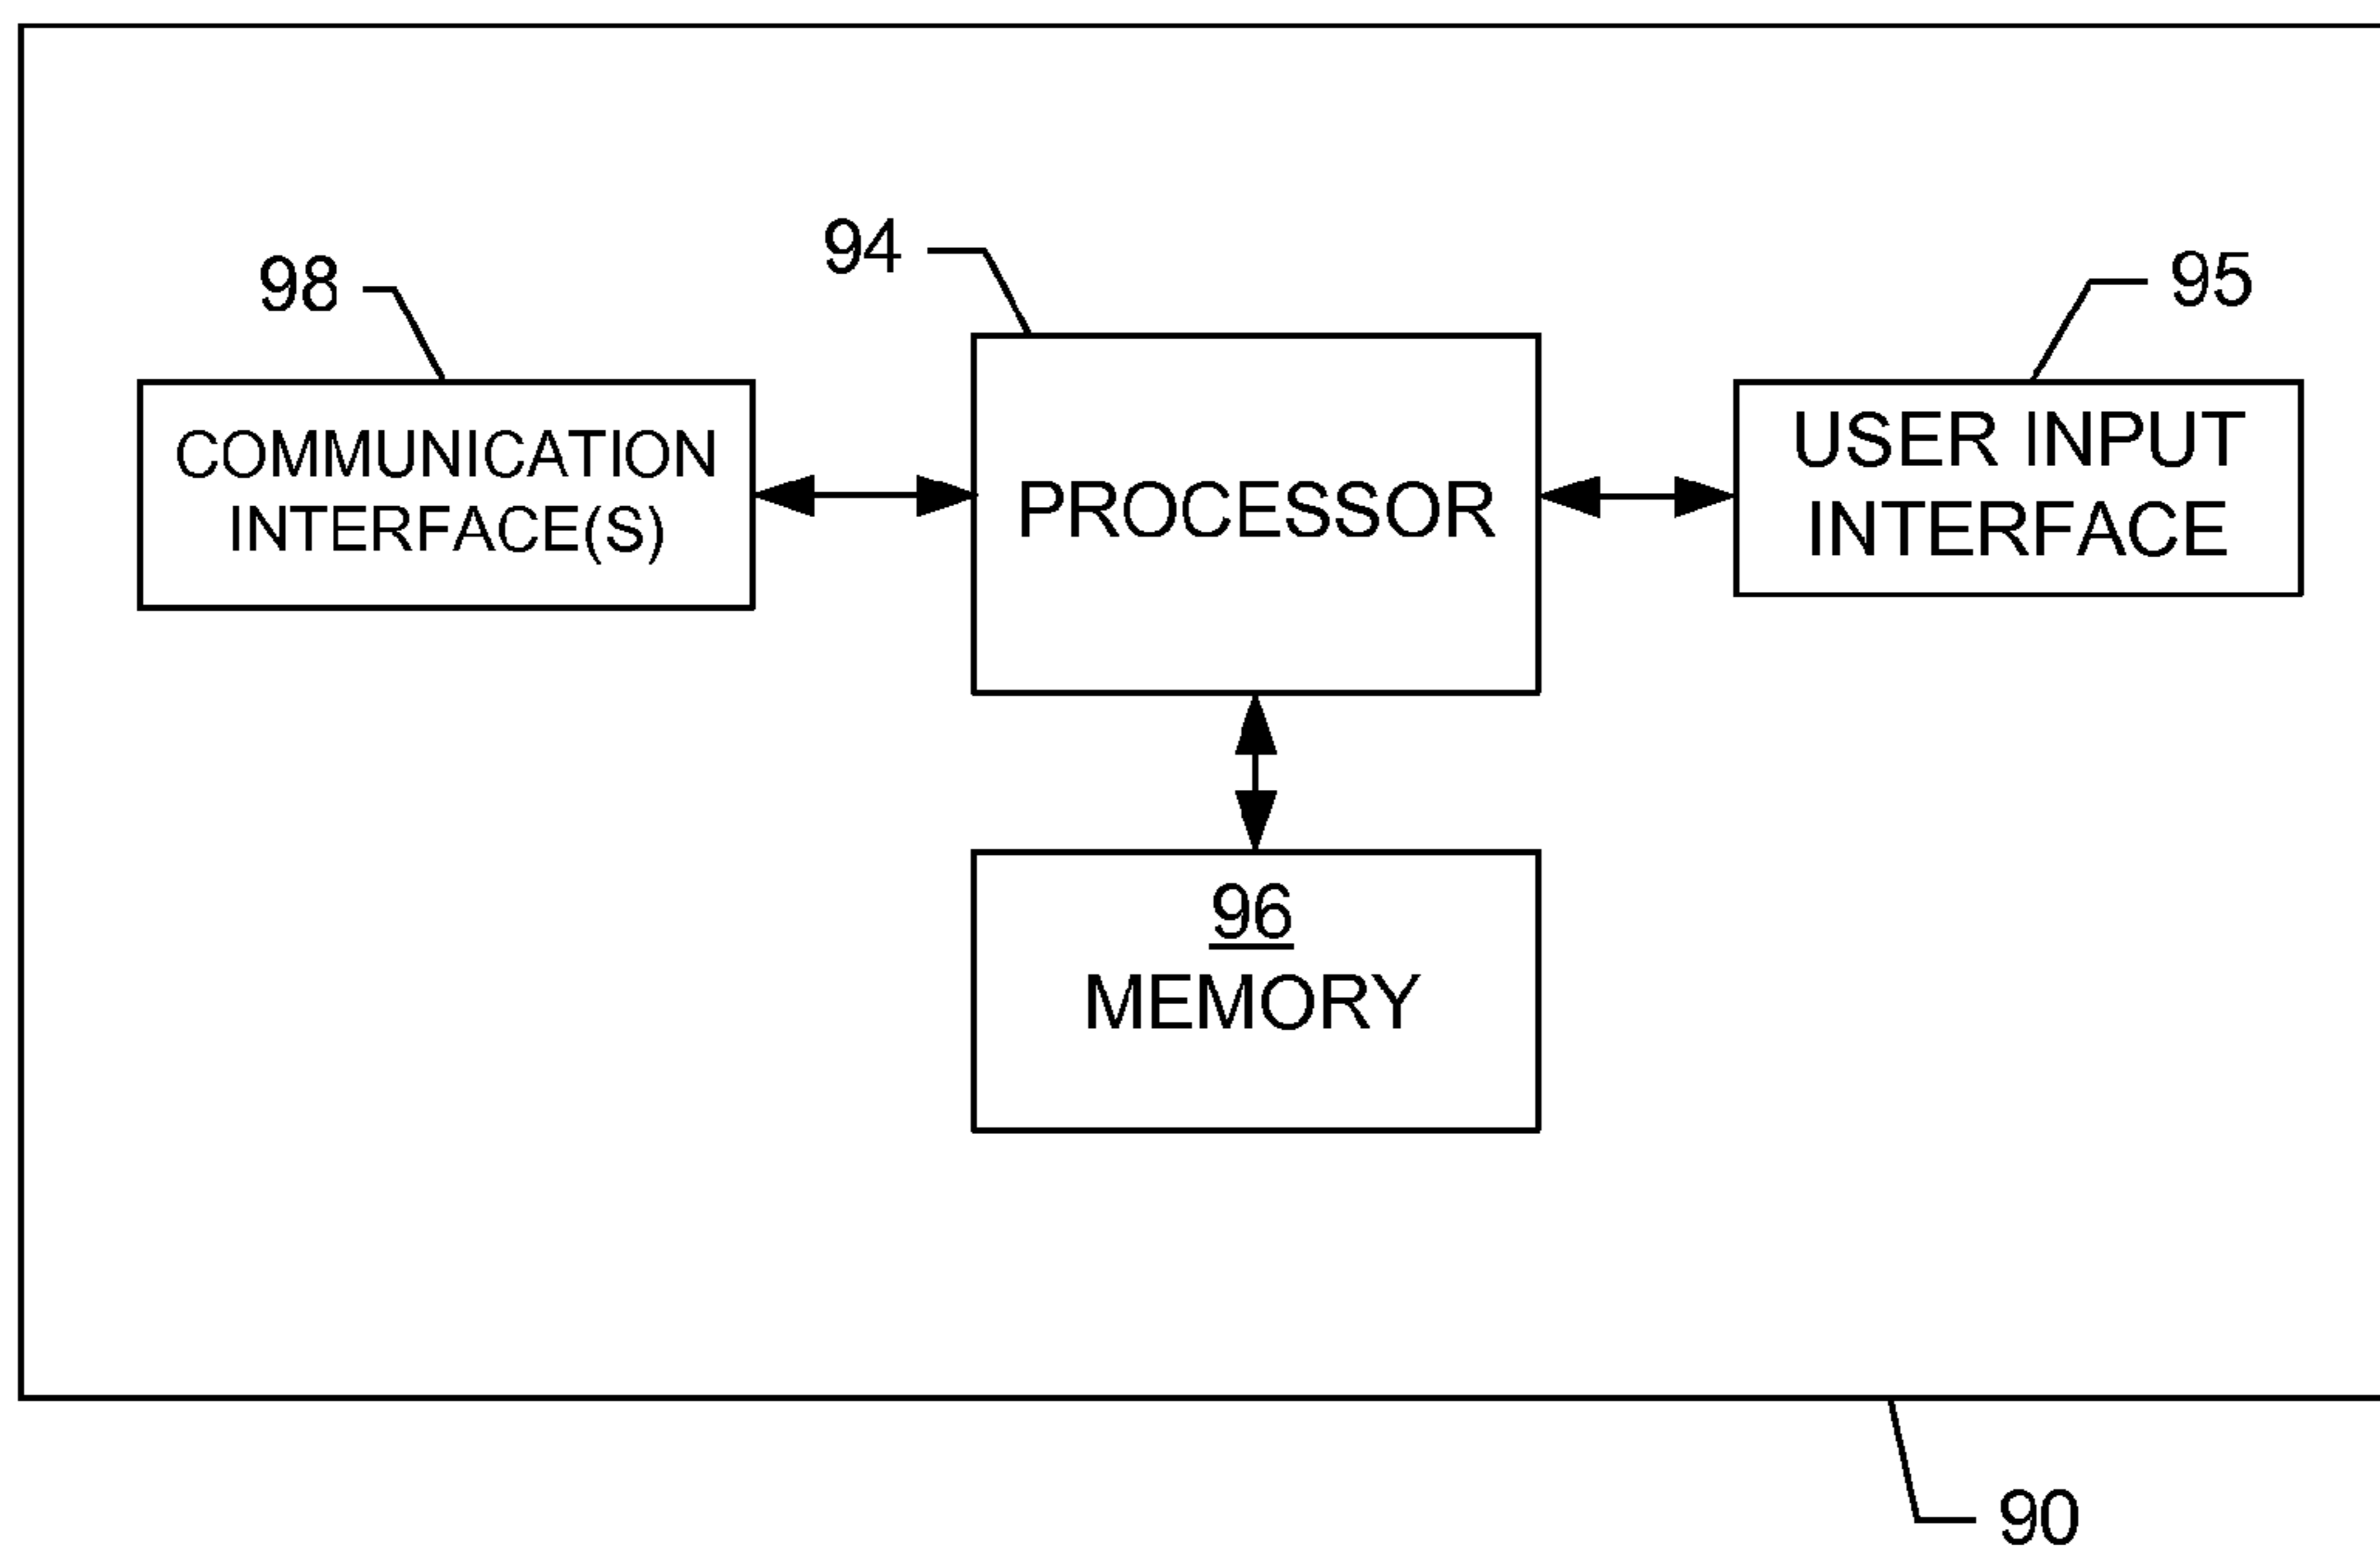 94
98
95
COMMUNICATION
INTERFACE(S)
PROCESSOR
USER INPUT
INTERFACE
96
MEMORY
90